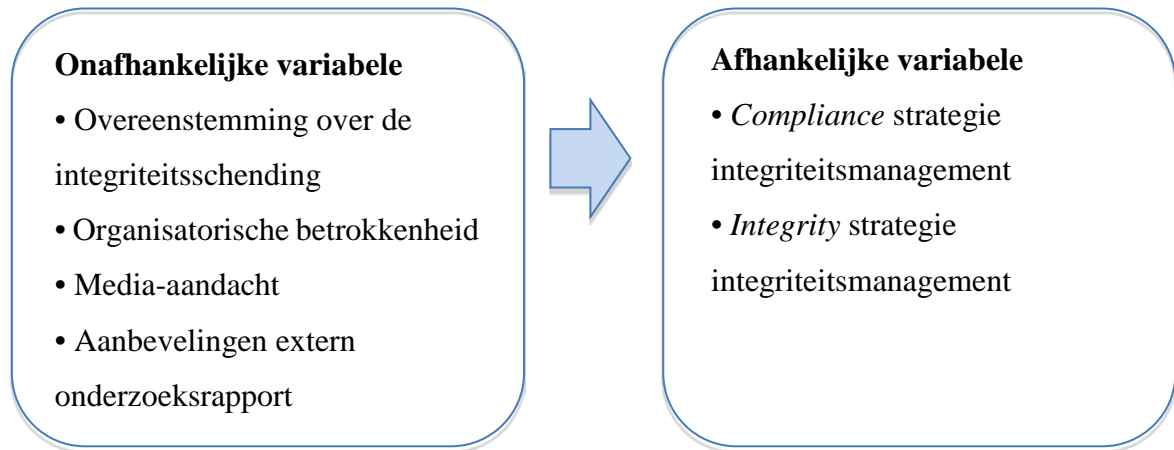 Onafhankelijke variabele
• Overeenstemming over de
integriteitsschending
• Organisatorische betrokkenheid
• Media-aandacht
• Aanbevelingen extern
onderzoeksrapport
Afhankelijke variabele
• Compliance strategie
integriteitsmanagement
• Integrity strategie
integriteitsmanagement